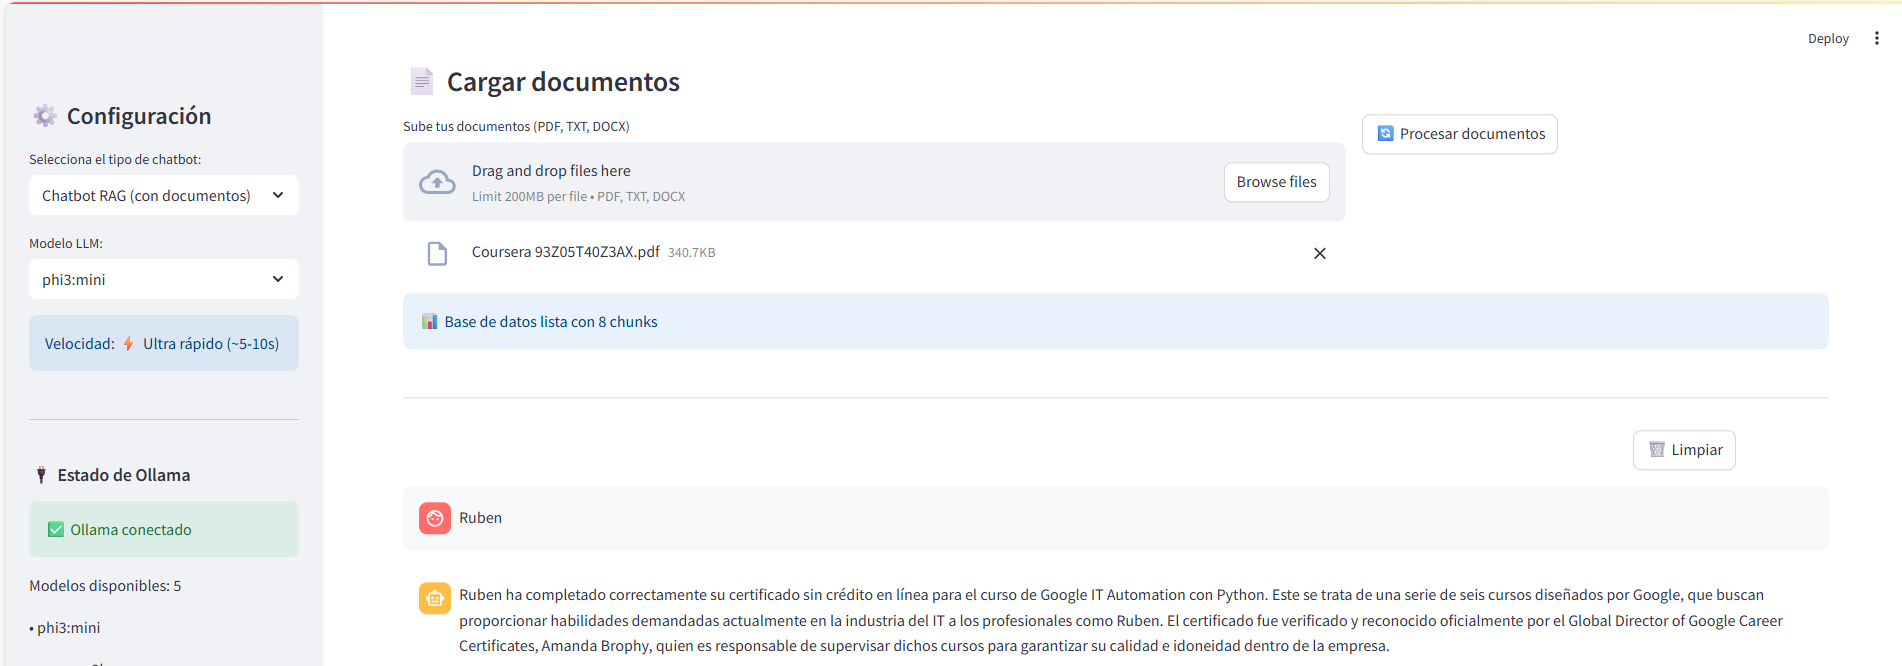 Deploy
Configuración
Selecciona el tipo de chatbot:
Chatbot RAG (con documentos)
Modelo LLM:
phi3:mini
Velocidad: ⚡ Ultra rápido (~5-10s)
Estado de Ollama
✅ Ollama conectado
Modelos disponibles: 5
• phi3:mini
Cargar documentos
Sube tus documentos (PDF, TXT, DOCX)
Drag and drop files here
Limit 200MB per file • PDF, TXT, DOCX
Browse files
Procesar documentos
Coursera 93Z05T40Z3AX.pdf 340.7KB
Base de datos lista con 8 chunks
Limpiar
Ruben
Ruben ha completado correctamente su certificado sin crédito en línea para el curso de Google IT Automation con Python. Este se trata de una serie de seis cursos diseñados por Google, que buscan
proporcionar habilidades demandadas actualmente en la industria del IT a los profesionales como Ruben. El certificado fue verificado y reconocido oficialmente por el Global Director of Google Career
Certificates, Amanda Brophy, quien es responsable de supervisar dichos cursos para garantizar su calidad e idoneidad dentro de la empresa.